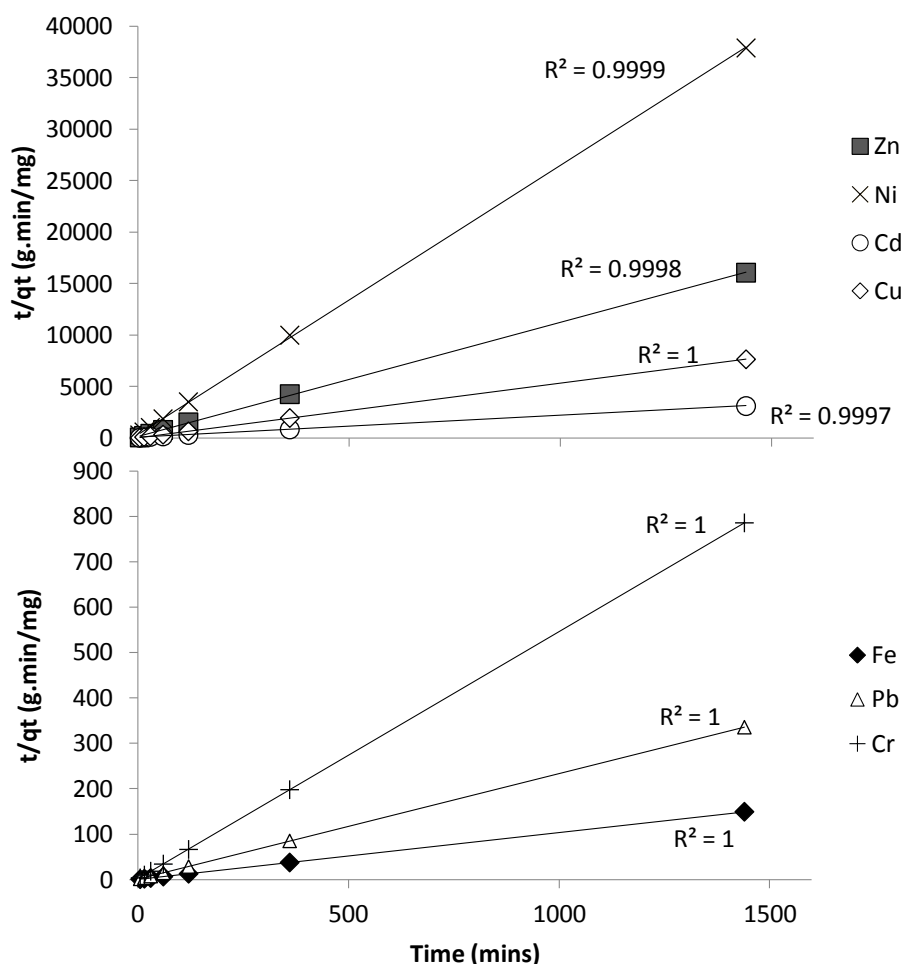 40000
35000
30000
25000
20000
15000
10000
5000
0
t/qt (g.min/mg)
R² = 0.9999
R² = 0.9998
R² = 1
R² = 0.9997
Zn
Ni
Cd
Cu
900
800
700
600
500
400
300
200
100
0
t/qt (g.min/mg)
R² = 1
R² = 1
R² = 1
Fe
Pb
Cr
0 500 1000 1500
Time (mins)